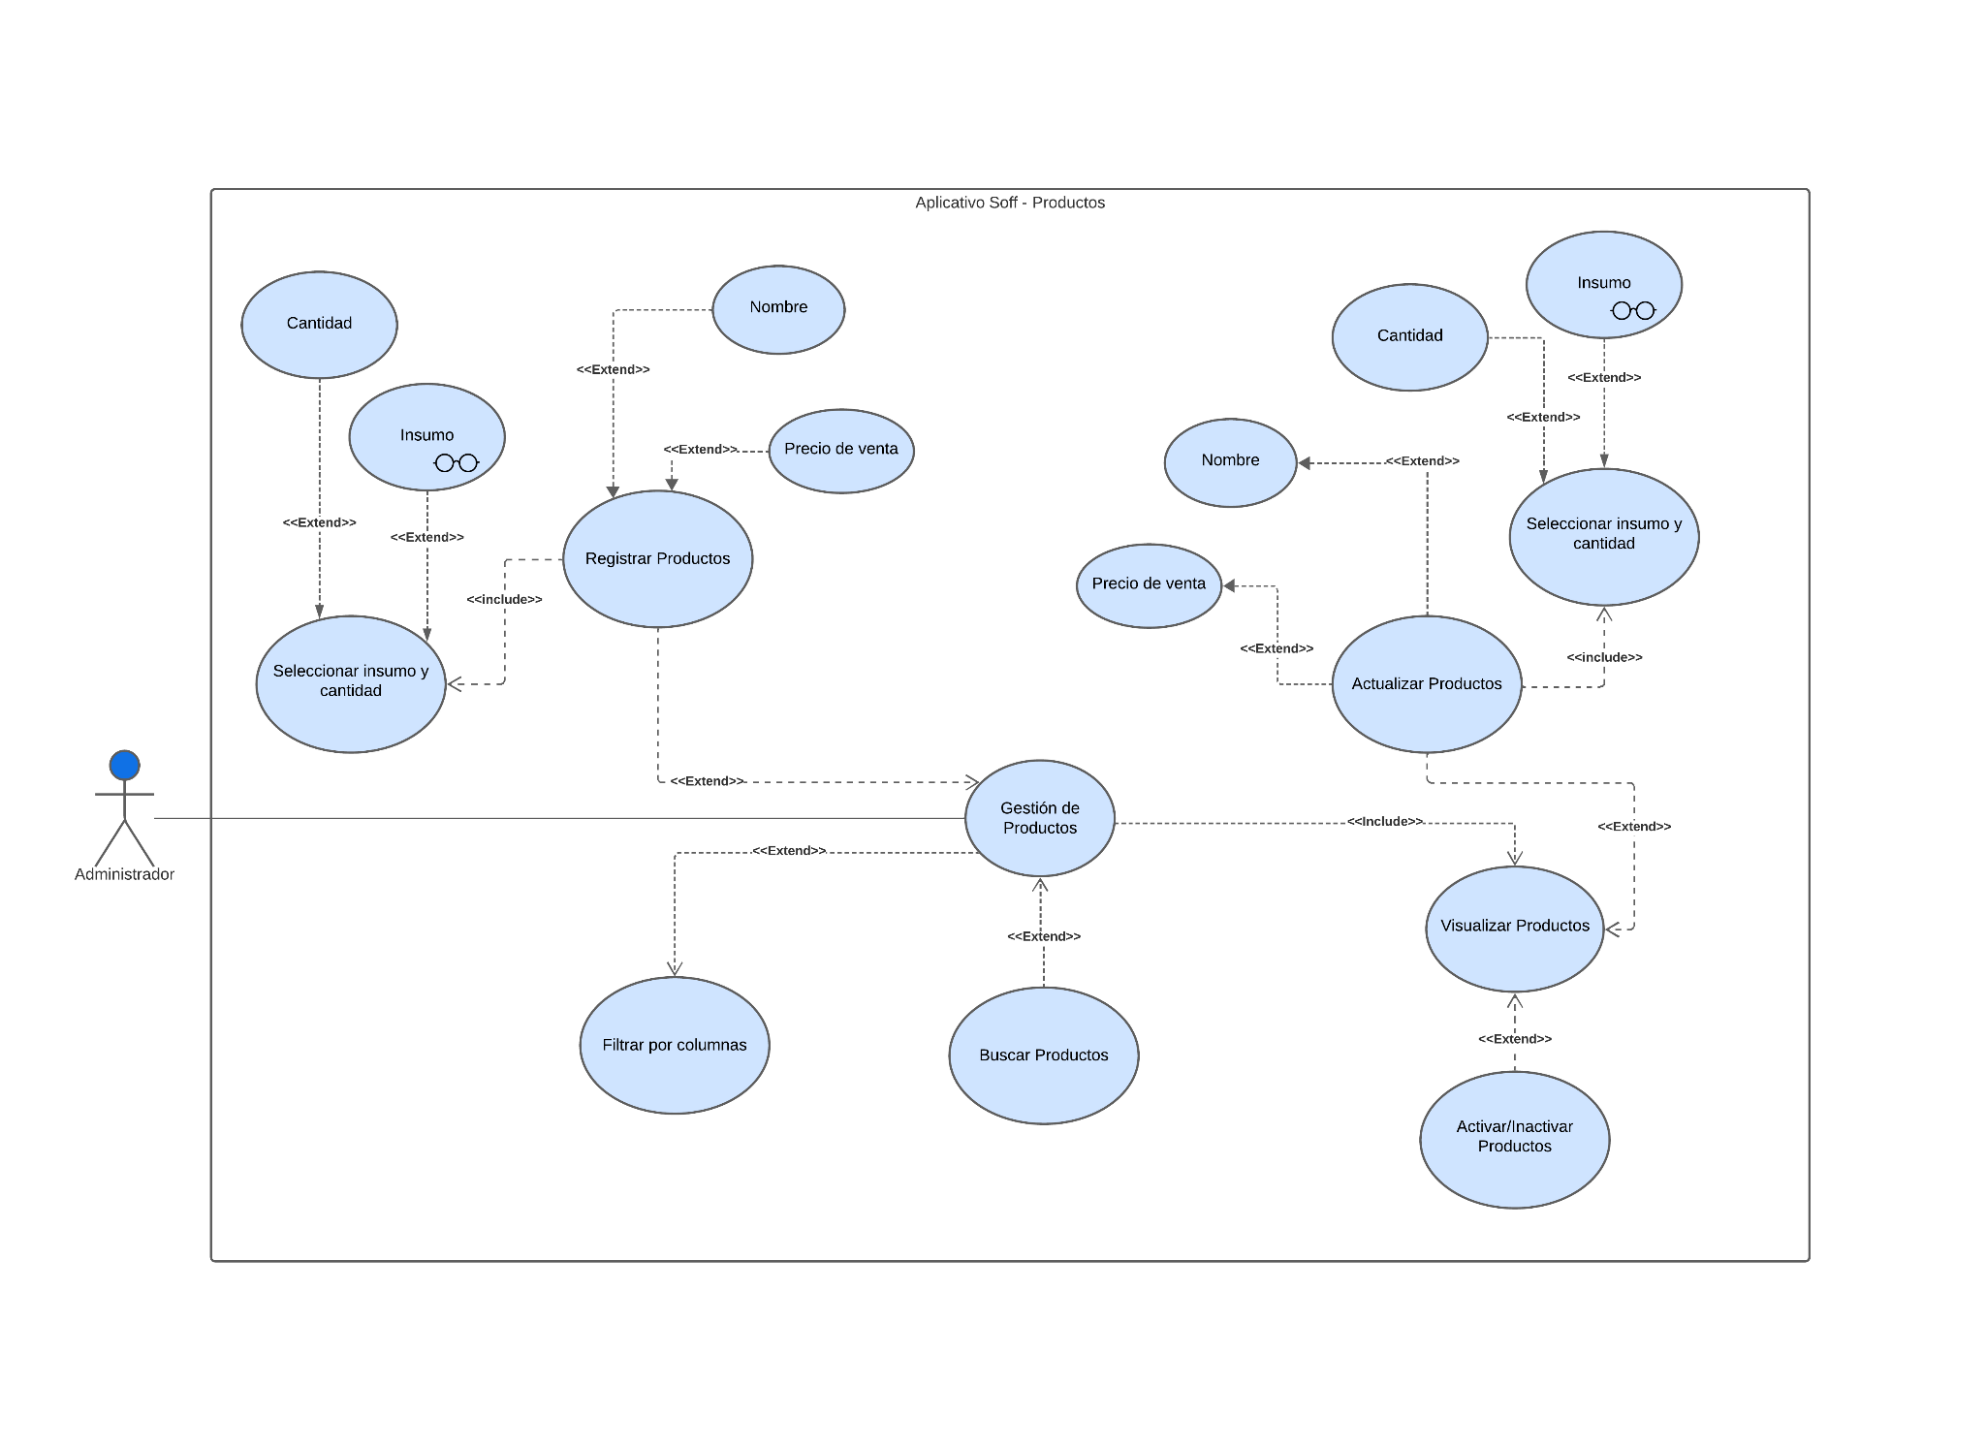 Aplicativo Soff - Productos
Insumo
Cantidad
Nombre
Cantidad
<<Extend>>
<<Extend>>
<<Extend>>
Insumo
Precio de venta
<<Extend>>
Nombre
<<Extend>>
<<Extend>>
<<Extend>>
Seleccionar insumo y
cantidad
Registrar Productos
Precio de venta
<<include>>
<<Extend>>
<<include>>
Seleccionar insumo y
cantidad
Actualizar Productos
<<Extend>>
Gestión de
Productos
<<Include>>
<<Extend>>
<<Extend>>
Administrador
Visualizar Productos
<<Extend>>
<<Extend>>
Filtrar por columnas
Buscar Productos
Activar/Inactivar
Productos